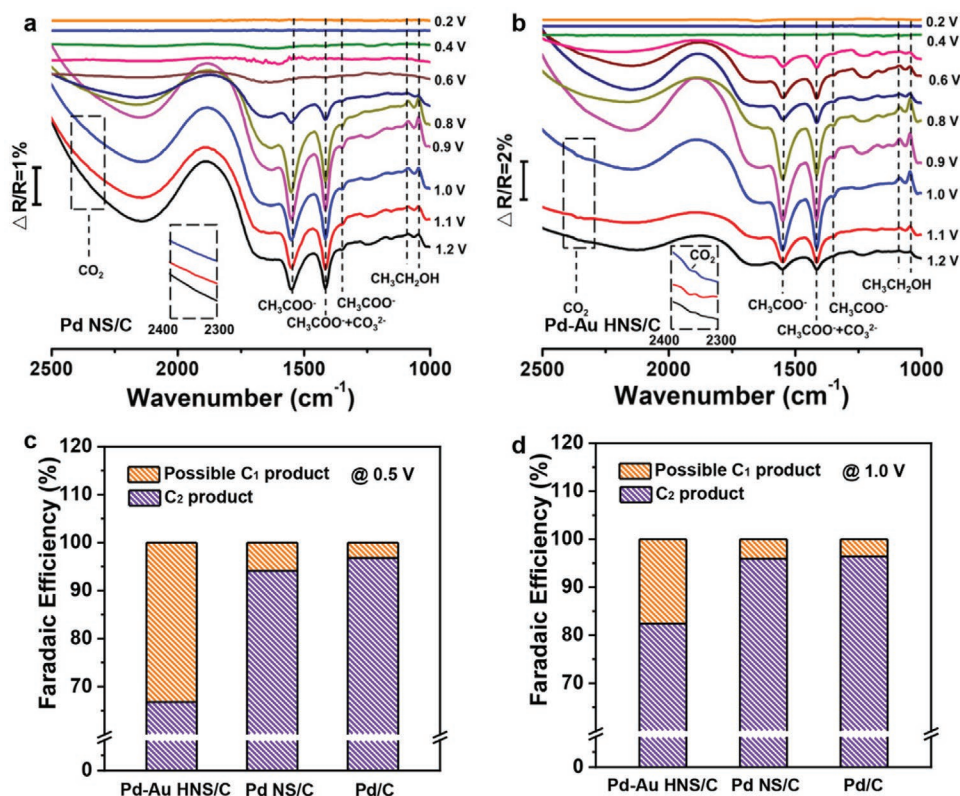 a
0.2 V
0.4 V
0.6 V
0.8 V
0.9 V
1.0 V
1.1 V
1.2 V
△ R/R=1%
CO₂
Pd NS/C
2400 2300
CH₃COO⁻
CH₃COO⁻+CO₃²⁻
CH₃COO⁻
CH₃CH₂OH
2500 2000 1500 1000
Wavenumber (cm⁻¹)
b
0.2 V
0.4 V
0.6 V
0.8 V
0.9 V
1.0 V
1.1 V
1.2 V
△ R/R=2%
CO₂
CO₂
Pd-Au HNS/C
2400 2300
CH₃COO⁻
CH₃COO⁻+CO₃²⁻
CH₃COO⁻
CH₃CH₂OH
2500 2000 1500 1000
Wavenumber (cm⁻¹)
c
Faradaic Efficiency (%)
120
110
100
90
80
70
0
Possible C₁ product @ 0.5 V
C₂ product
Pd-Au HNS/C Pd NS/C Pd/C
d
Faradaic Efficiency (%)
120
110
100
90
80
70
0
Possible C₁ product @ 1.0 V
C₂ product
Pd-Au HNS/C Pd NS/C Pd/C